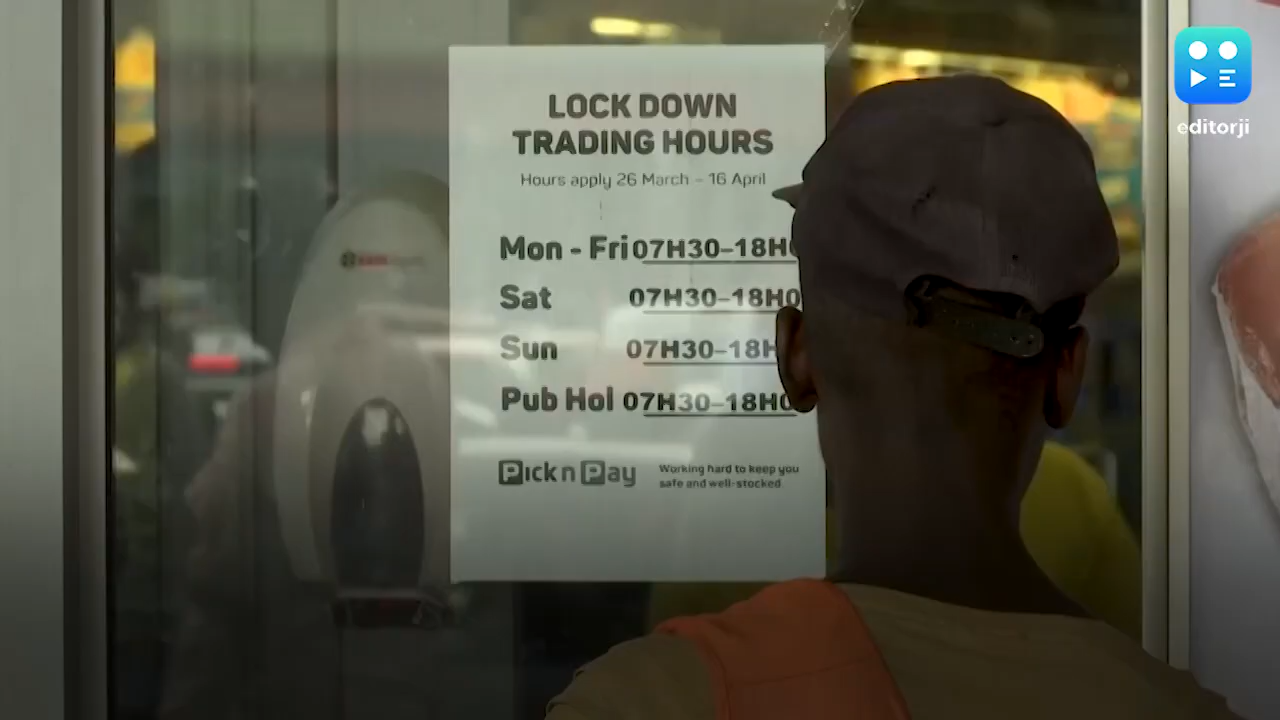 LOCK DOWN
TRADING HOURS
Hours apply 26 March – 16 April
Mon - Fri 07H30–18H0
Sat 07H30–18H0
Sun 07H30–18H
Pub Hol 07H30–18H0
Pick n Pay
Working hard to keep you
safe and well-stocked
editorji